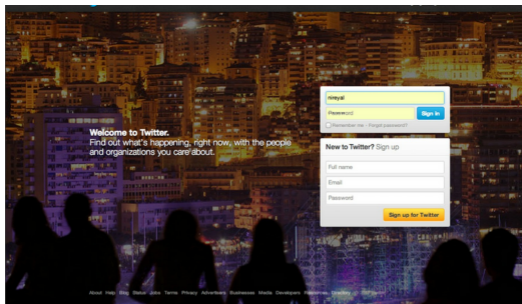 nireyal
Password
Sign in
Remember me · Forgot password?
Welcome to Twitter.
Find out what's happening, right now, with the people
and organizations you care about.
New to Twitter? Sign up
Full name
Email
Password
Sign up for Twitter
About Help Blog Status Jobs Terms Privacy Advertisers Businesses Media Developers